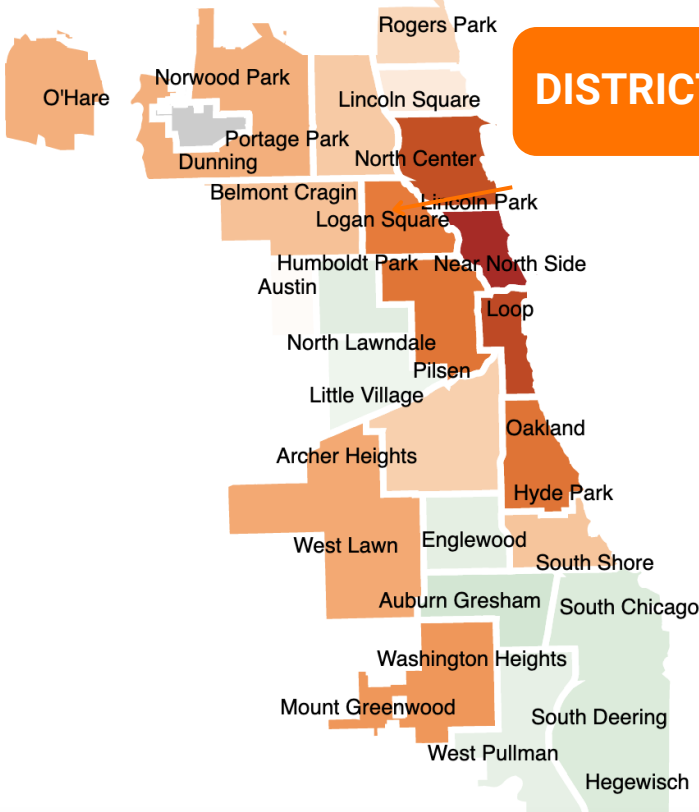 Rogers Park
DISTRICT
Norwood Park
O'Hare
Lincoln Square
Portage Park
North Center
Dunning
Belmont Cragin
Lincoln Park
Logan Square
Humboldt Park
Near North Side
Austin
Loop
North Lawndale
Pilsen
Little Village
Oakland
Archer Heights
Hyde Park
Englewood
West Lawn
South Shore
Auburn Gresham
South Chicago
Washington Heights
Mount Greenwood
South Deering
West Pullman
Hegewisch